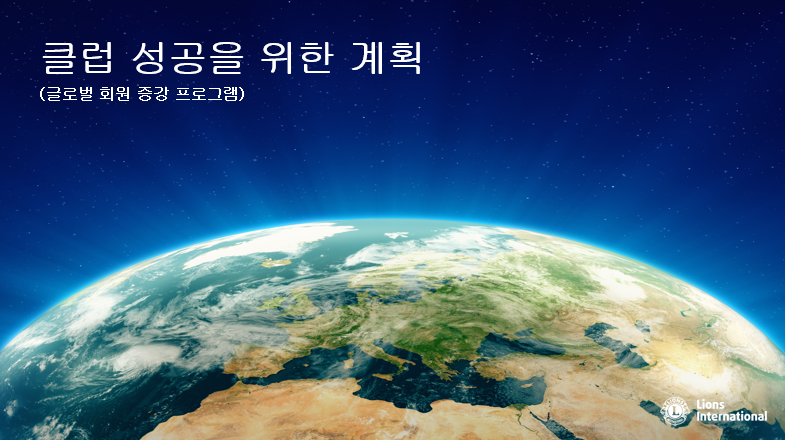 클럽 성공을 위한 계획
(글로벌 회원 증강 프로그램)
Lions
International